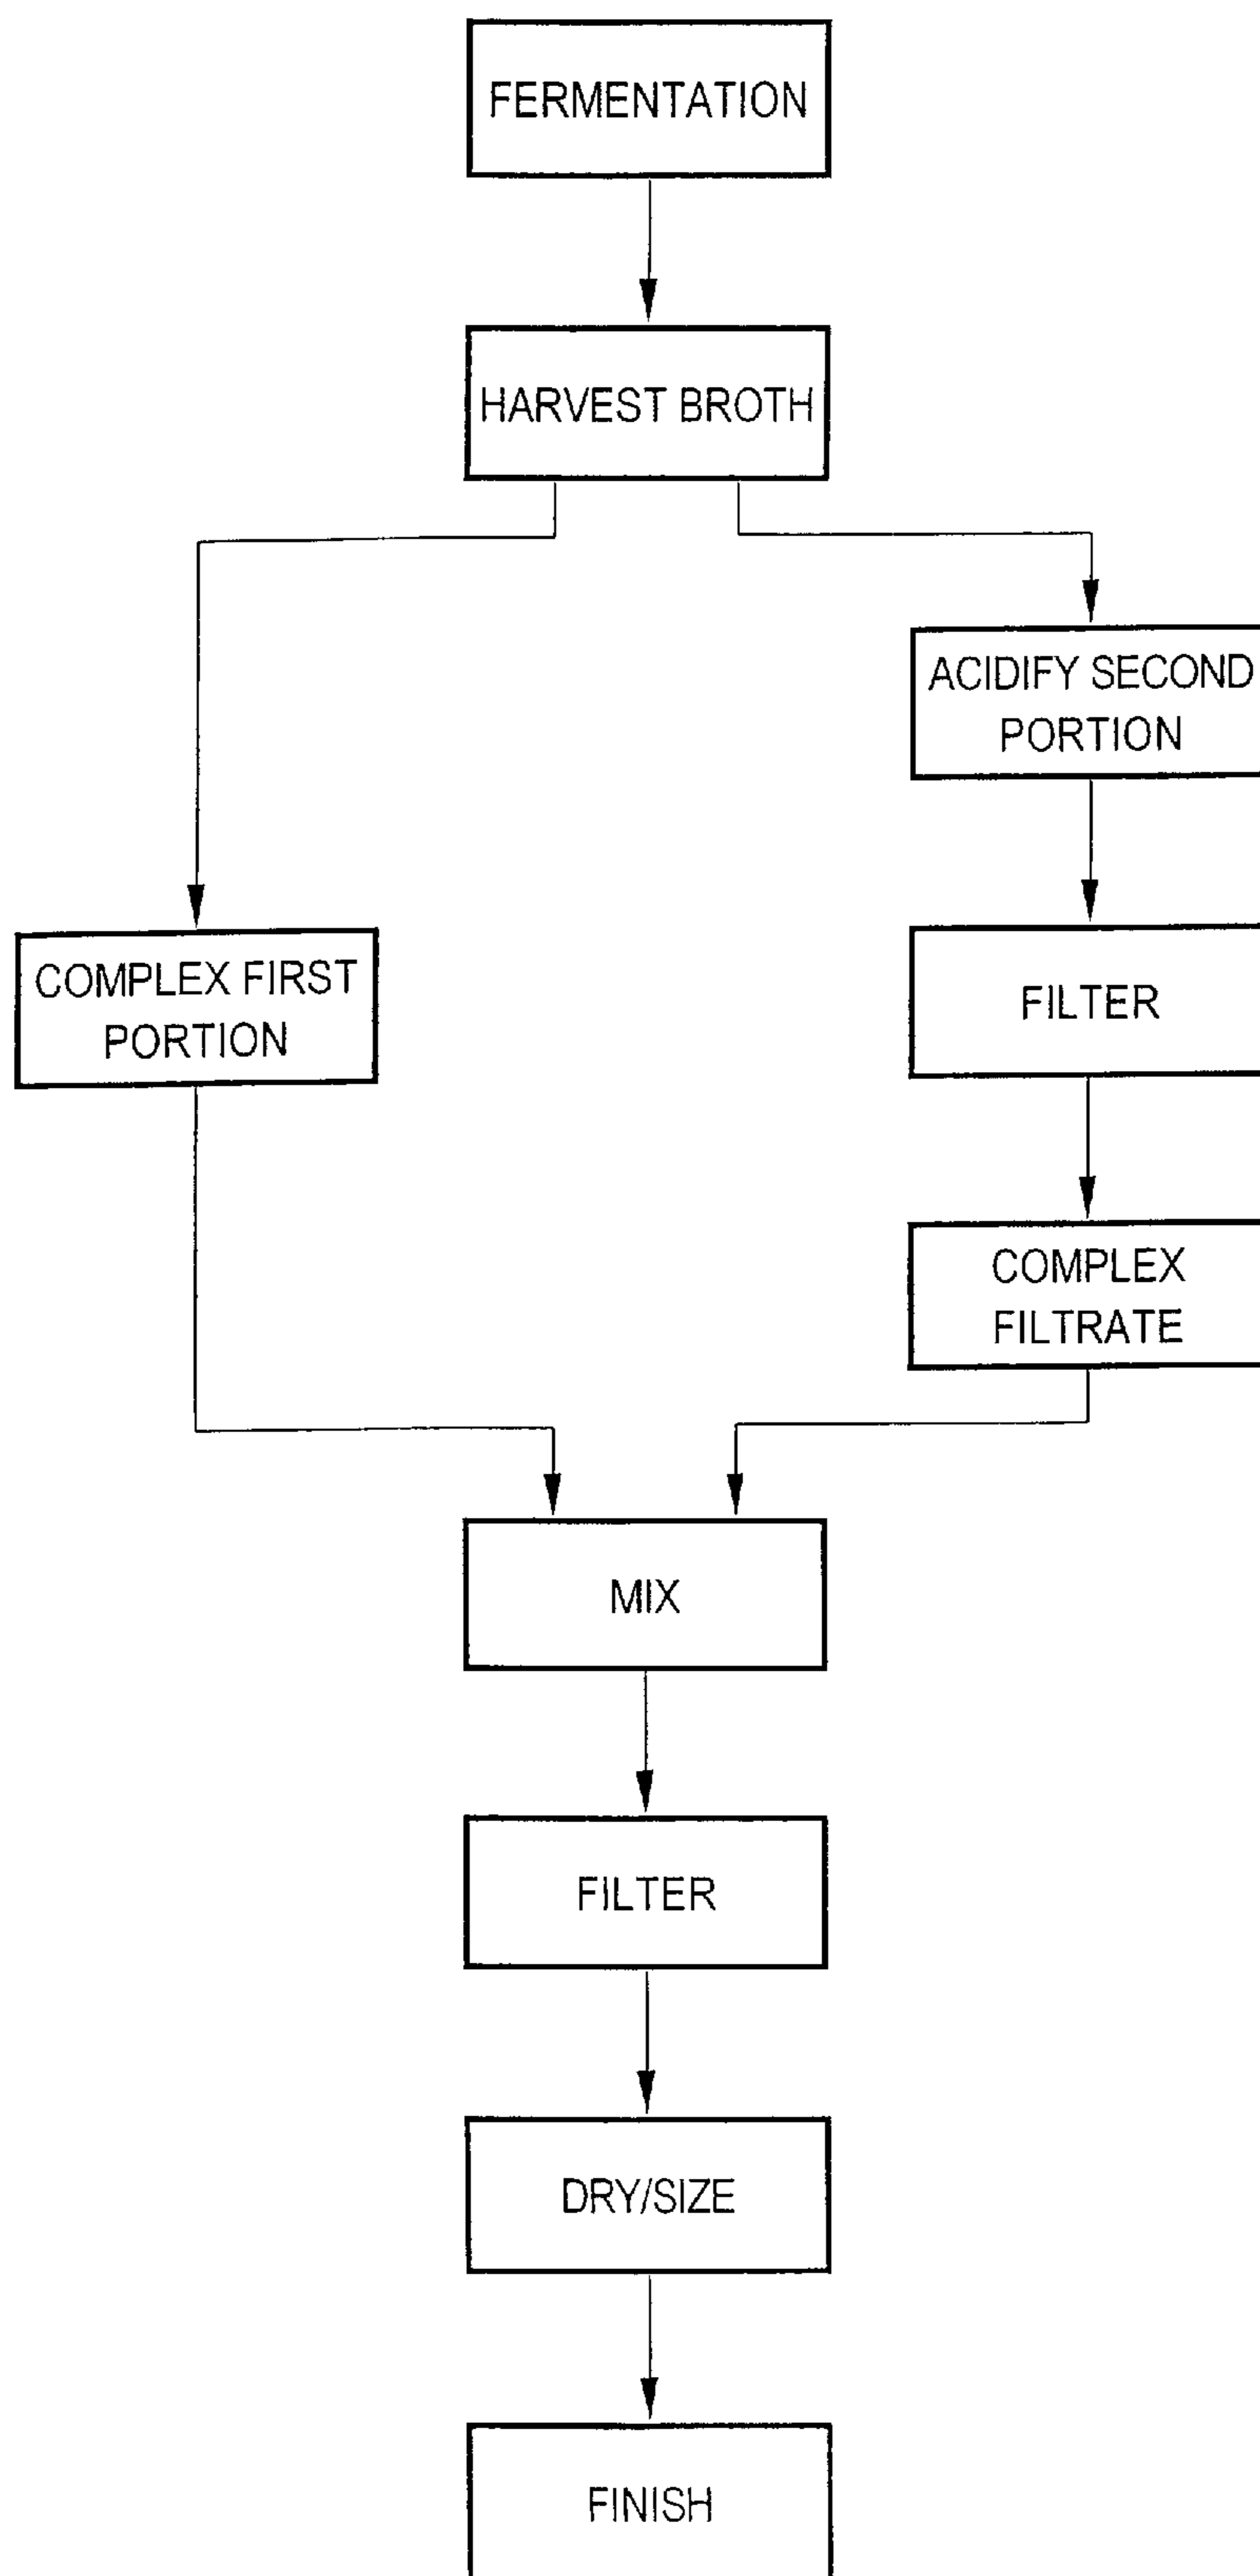 FERMENTATION
HARVEST BROTH
ACIDIFY SECOND
PORTION
COMPLEX FIRST
PORTION
FILTER
COMPLEX
FILTRATE
MIX
FILTER
DRY/SIZE
FINISH